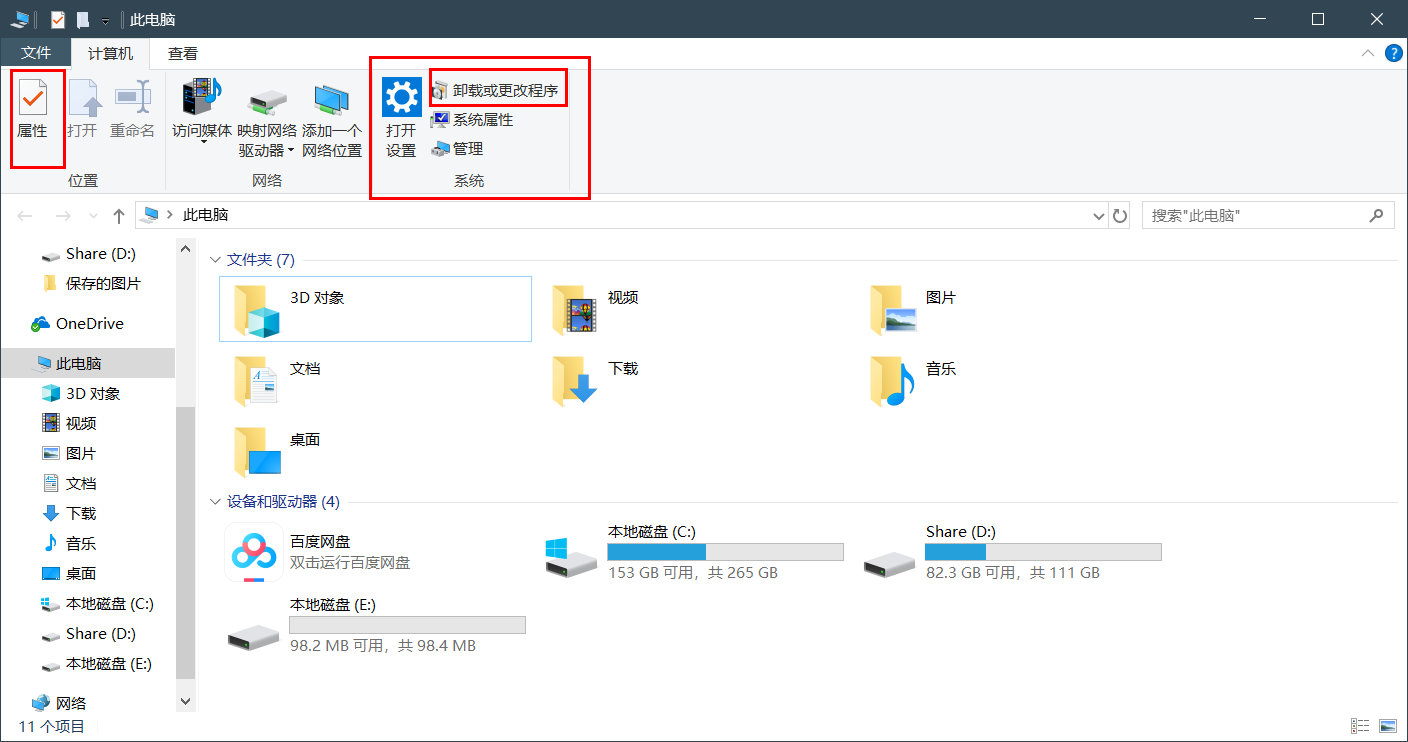 此电脑
文件
计算机
查看
属性
打开
重命名
位置
访问媒体
映射网络
驱动器
添加一个
网络位置
网络
打开
设置
卸载或更改程序
系统属性
管理
系统
此电脑
搜索"此电脑"
Share (D:)
保存的图片
OneDrive
此电脑
3D 对象
视频
图片
文档
下载
音乐
桌面
本地磁盘 (C:)
Share (D:)
本地磁盘 (E:)
网络
文件夹 (7)
3D 对象
视频
图片
文档
下载
音乐
桌面
设备和驱动器 (4)
百度网盘
双击运行百度网盘
本地磁盘 (C:)
153 GB 可用，共 265 GB
Share (D:)
82.3 GB 可用，共 111 GB
本地磁盘 (E:)
98.2 MB 可用，共 98.4 MB
11 个项目